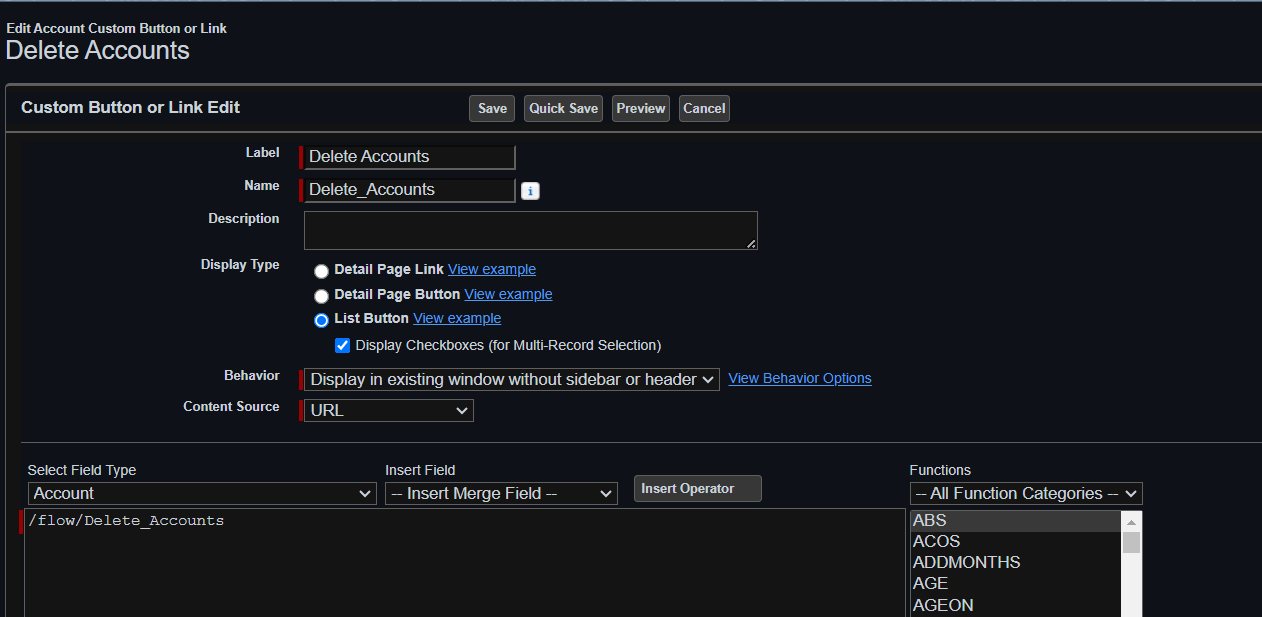 Edit Account Custom Button or Link
Delete Accounts
Custom Button or Link Edit
Save Quick Save Preview Cancel
Label Delete Accounts
Name Delete_Accounts i
Description
Display Type
Detail Page Link View example
Detail Page Button View example
List Button View example
Display Checkboxes (for Multi-Record Selection)
Behavior Display in existing window without sidebar or header View Behavior Options
Content Source URL
Select Field Type Insert Field Functions
Account -- Insert Merge Field -- Insert Operator -- All Function Categories --
/flow/Delete_Accounts
ABS
ACOS
ADDMONTHS
AGE
AGEON